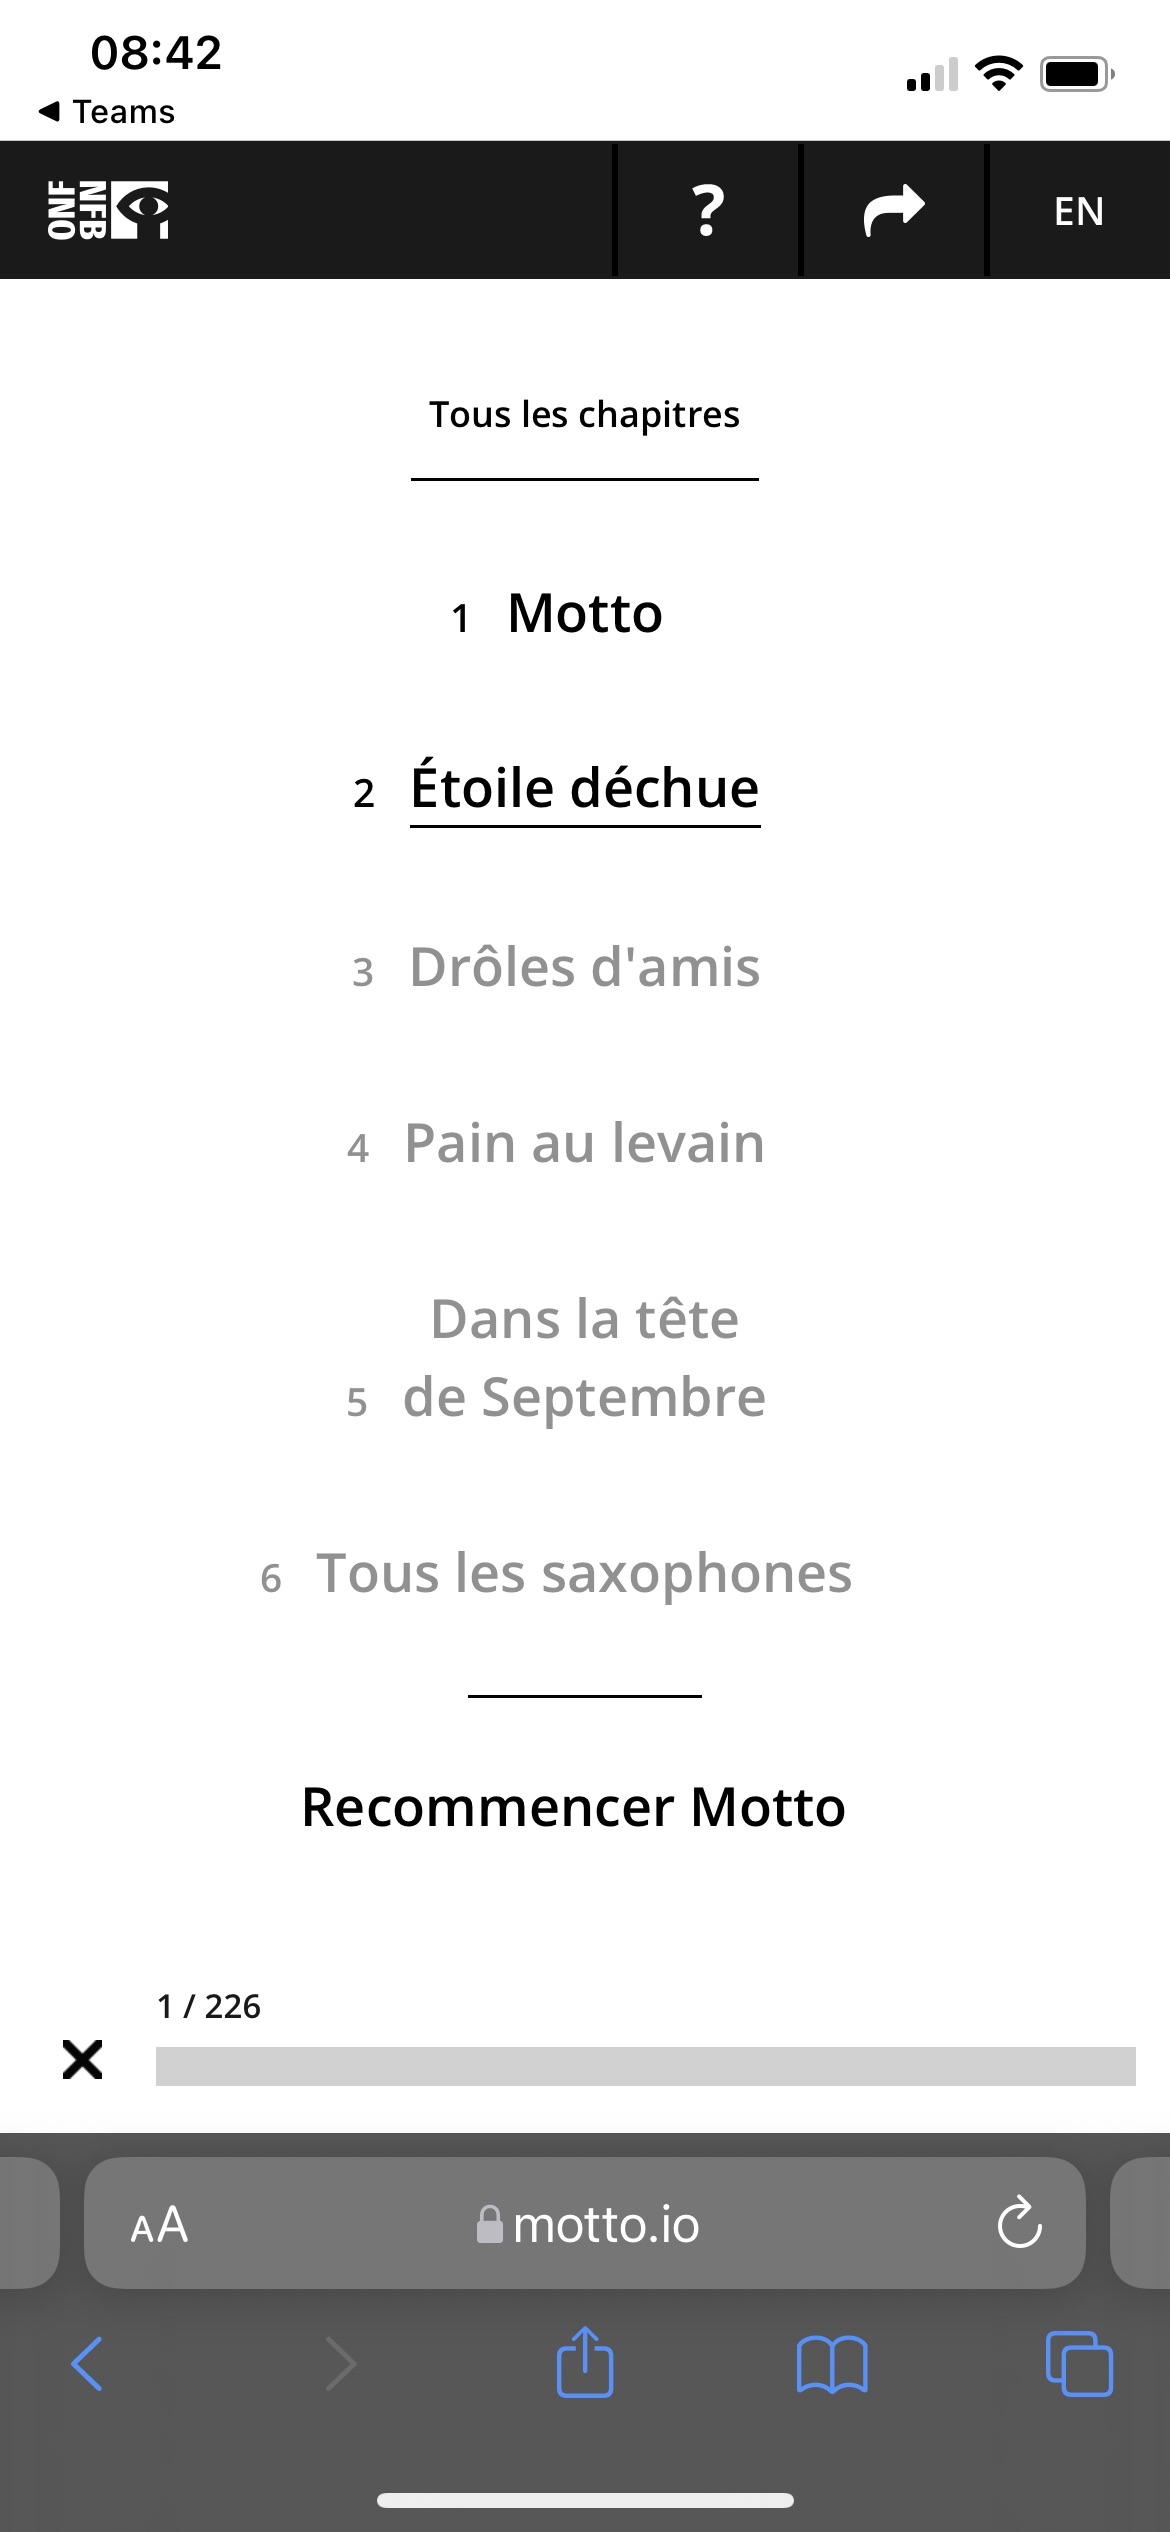 08:42
Teams
ONF
NFB
?
EN
Tous les chapitres
1 Motto
2 Étoile déchue
3 Drôles d'amis
4 Pain au levain
Dans la tête
5 de Septembre
6 Tous les saxophones
Recommencer Motto
1 / 226
AA motto.io